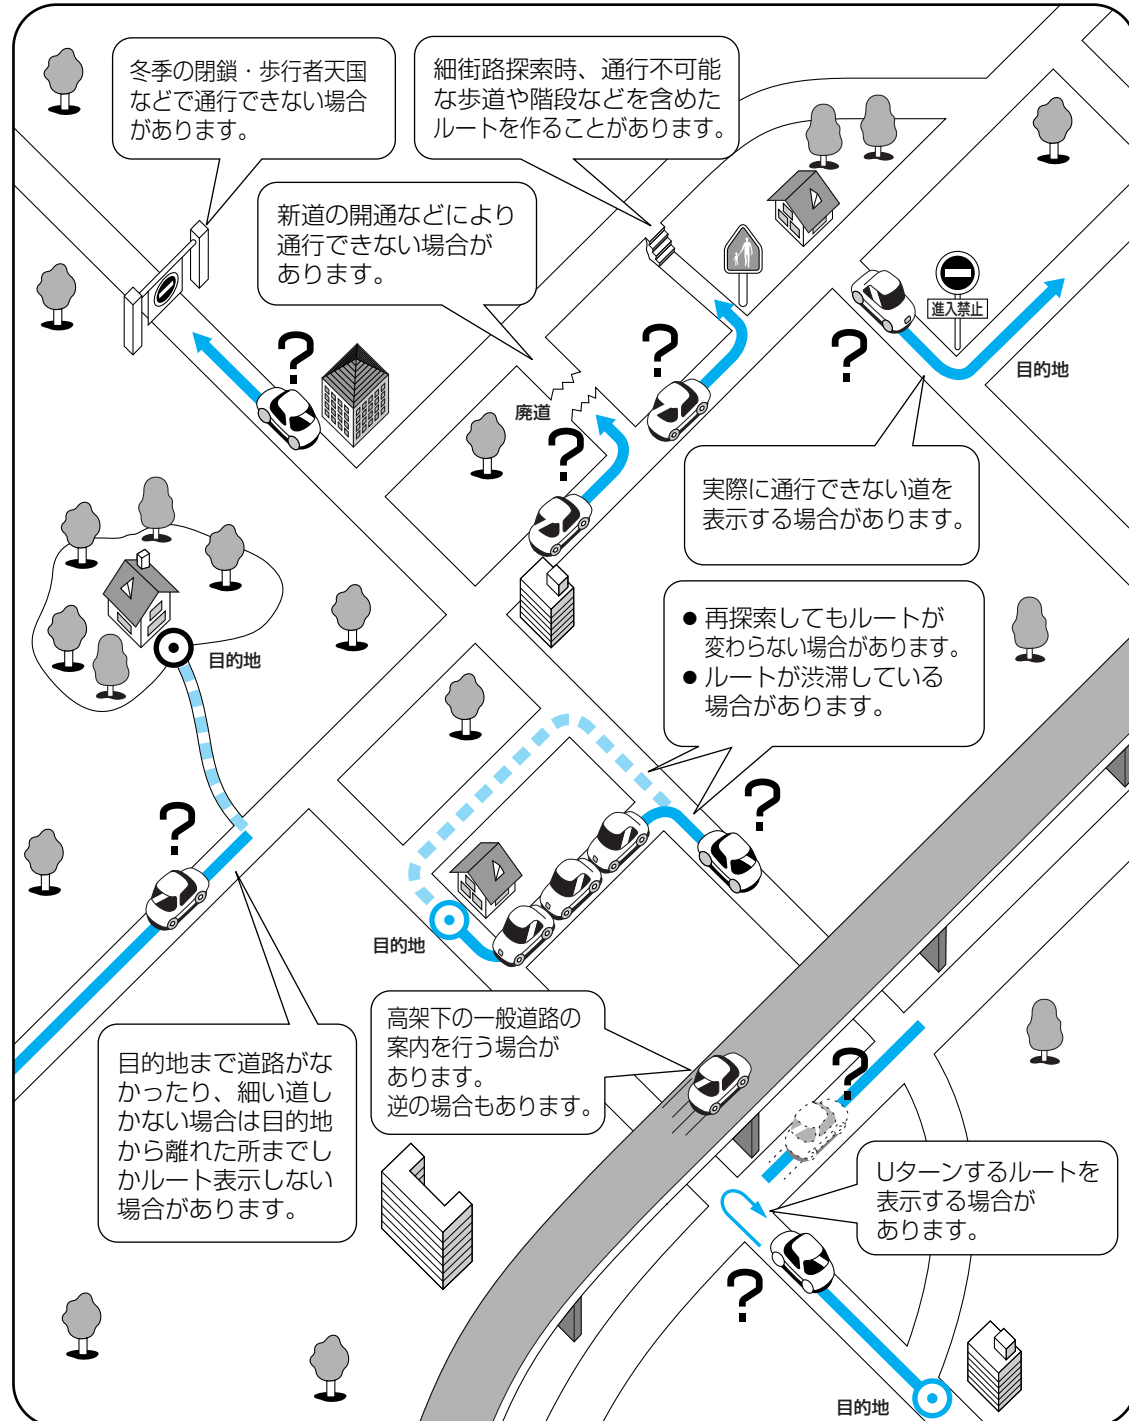 冬季の閉鎖・歩行者天国
などで通行できない場合
があります。
細街路探索時、通行不可能
な歩道や階段などを含めた
ルートを作ることがあります。
新道の開通などにより
通行できない場合が
あります。
進入禁止
目的地
廃道
実際に通行できない道を
表示する場合があります。
● 再探索してもルートが
変わらない場合があります。
● ルートが渋滞している
場合があります。
目的地
目的地
高架下の一般道路の
案内を行う場合が
あります。
逆の場合もあります。
目的地まで道路がな
かったり、細い道し
かない場合は目的地
から離れた所までし
かルート表示しない
場合があります。
Uターンするルートを
表示する場合が
あります。
目的地